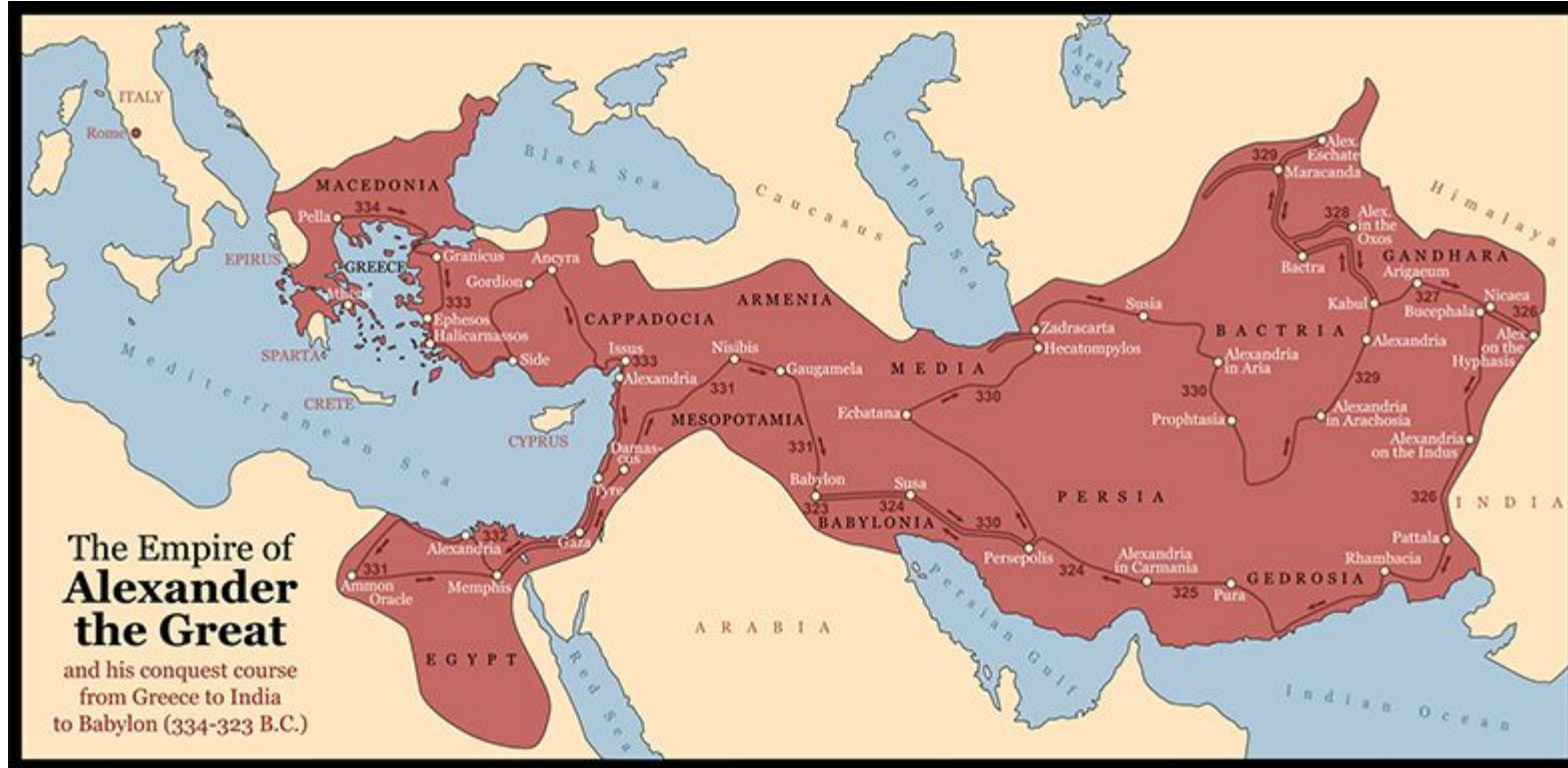 ITALY
Rome
MACEDONIA
334
Pella
EPIRUS
GREECE
Athens
SPARTA
CRETE
Mediterranean Sea
Black Sea
Caucasus
Caspian Sea
Aral
Sea
Himalaya
Granicus
Ancyra
Gordion
333
Ephesos
Halicarnassos
Side
CAPPADOCIA
ARMENIA
Issus
333
Alexandria
Nisibis
Gaugamela
331
MESOPOTAMIA
CYPRUS
Damas-
cus
Tyre
331
Babylon
323
Susa
324
BABYLONIA
330
Persepolis
MEDIA
Ecbatana
330
Zadracarta
Hecatompylos
Susia
Alexandria
in Aria
330
Prophtasia
BACTRIA
329
Alex.
Eschate
Maracanda
328
Alex.
in the
Oxos
Bactra
GANDHARA
Arigaeum
327
Kabul
Nicaea
Bucephala
326
Alex
on the
Hyphasis
Alexandria
329
Alexandria
in Arachosia
Alexandria
on the Indus
PERSIA
326
INDIA
Pattala
Rhambacia
GEDROSIA
Alexandria
in Carmania
324
325
Pura
332
Alexandria
Gaza
331
Ammon
Oracle
Memphis
EGYPT
Red Sea
ARABIA
Persian Gulf
Indian Ocean
The Empire of
Alexander
the Great
and his conquest course
from Greece to India
to Babylon (334-323 B.C.)